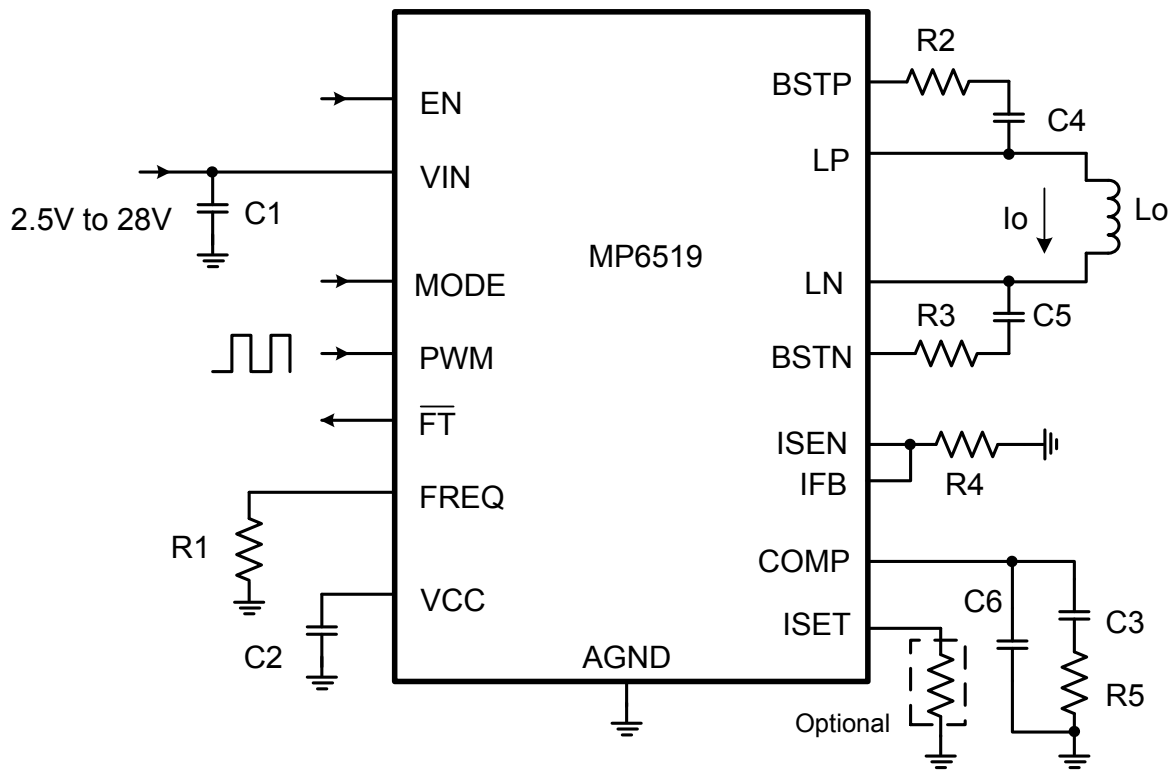 R2
BSTP
EN
C4
LP
VIN
C1
2.5V to 28V
Io
Lo
MP6519
MODE
LN
R3
C5
PWM
BSTN
F̅T̅
ISEN
IFB
R4
FREQ
R1
COMP
VCC
C6
C3
ISET
C2
AGND
R5
Optional